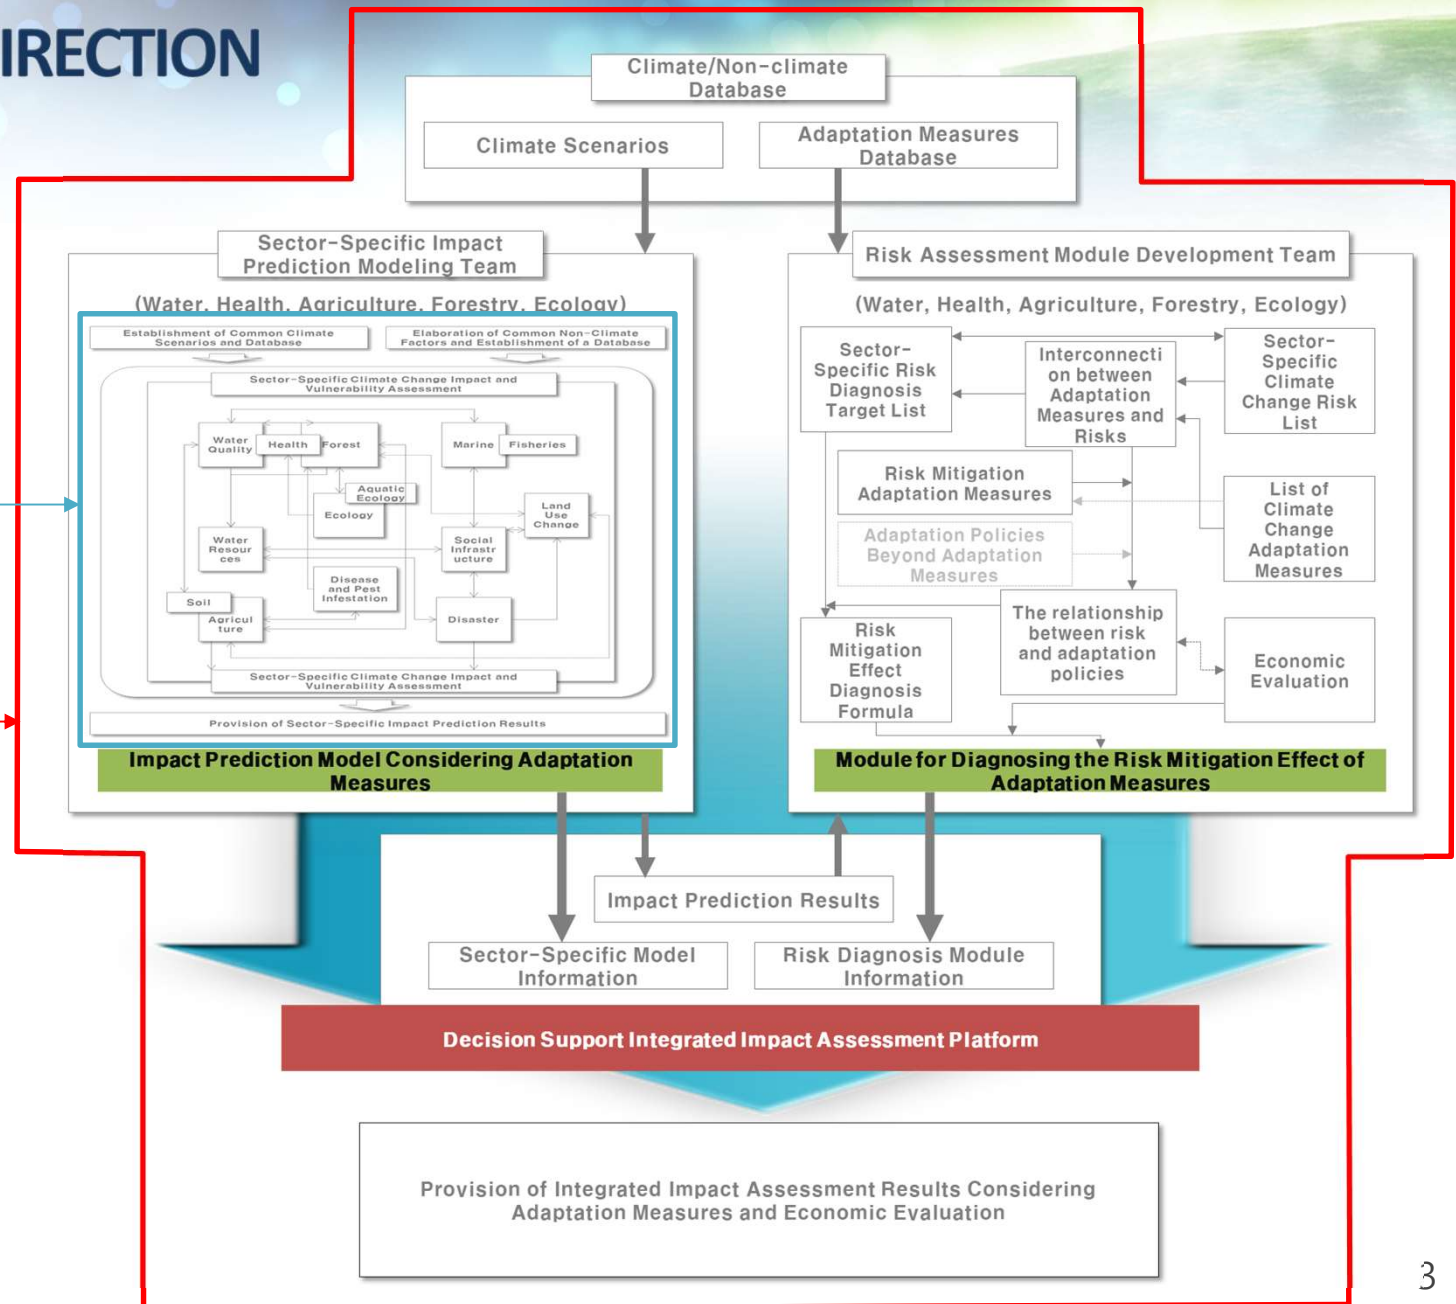 IRECTION
Climate/Non-climate
Database
Climate Scenarios
Adaptation Measures
Database
Sector-Specific Impact
Prediction Modeling Team
(Water, Health, Agriculture, Forestry, Ecology)
Establishment of Common Climate
Scenarios and Database
Elaboration of Common Non-Climate
Factors and Establishment of a Database
Sector-Specific Climate Change Impact and
Vulnerability Assessment
Water
Quality
Health
Forest
Marine
Fisheries
Aquatic
Ecology
Ecology
Land
Use
Change
Water
Resour
ces
Social
Infrastr
ucture
Disease
and Pest
Infestation
Soil
Agricul
ture
Disaster
Sector-Specific Climate Change Impact and
Vulnerability Assessment
Provision of Sector-Specific Impact Prediction Results
Impact Prediction Model Considering Adaptation
Measures
Risk Assessment Module Development Team
(Water, Health, Agriculture, Forestry, Ecology)
Sector-
Specific Risk
Diagnosis
Target List
Interconnecti
on between
Adaptation
Measures and
Risks
Sector-
Specific
Climate
Change Risk
List
Risk Mitigation
Adaptation Measures
Adaptation Policies
Beyond Adaptation
Measures
List of
Climate
Change
Adaptation
Measures
Risk
Mitigation
Effect
Diagnosis
Formula
The relationship
between risk
and adaptation
policies
Economic
Evaluation
Module for Diagnosing the Risk Mitigation Effect of
Adaptation Measures
Impact Prediction Results
Sector-Specific Model
Information
Risk Diagnosis Module
Information
Decision Support Integrated Impact Assessment Platform
Provision of Integrated Impact Assessment Results Considering
Adaptation Measures and Economic Evaluation
3